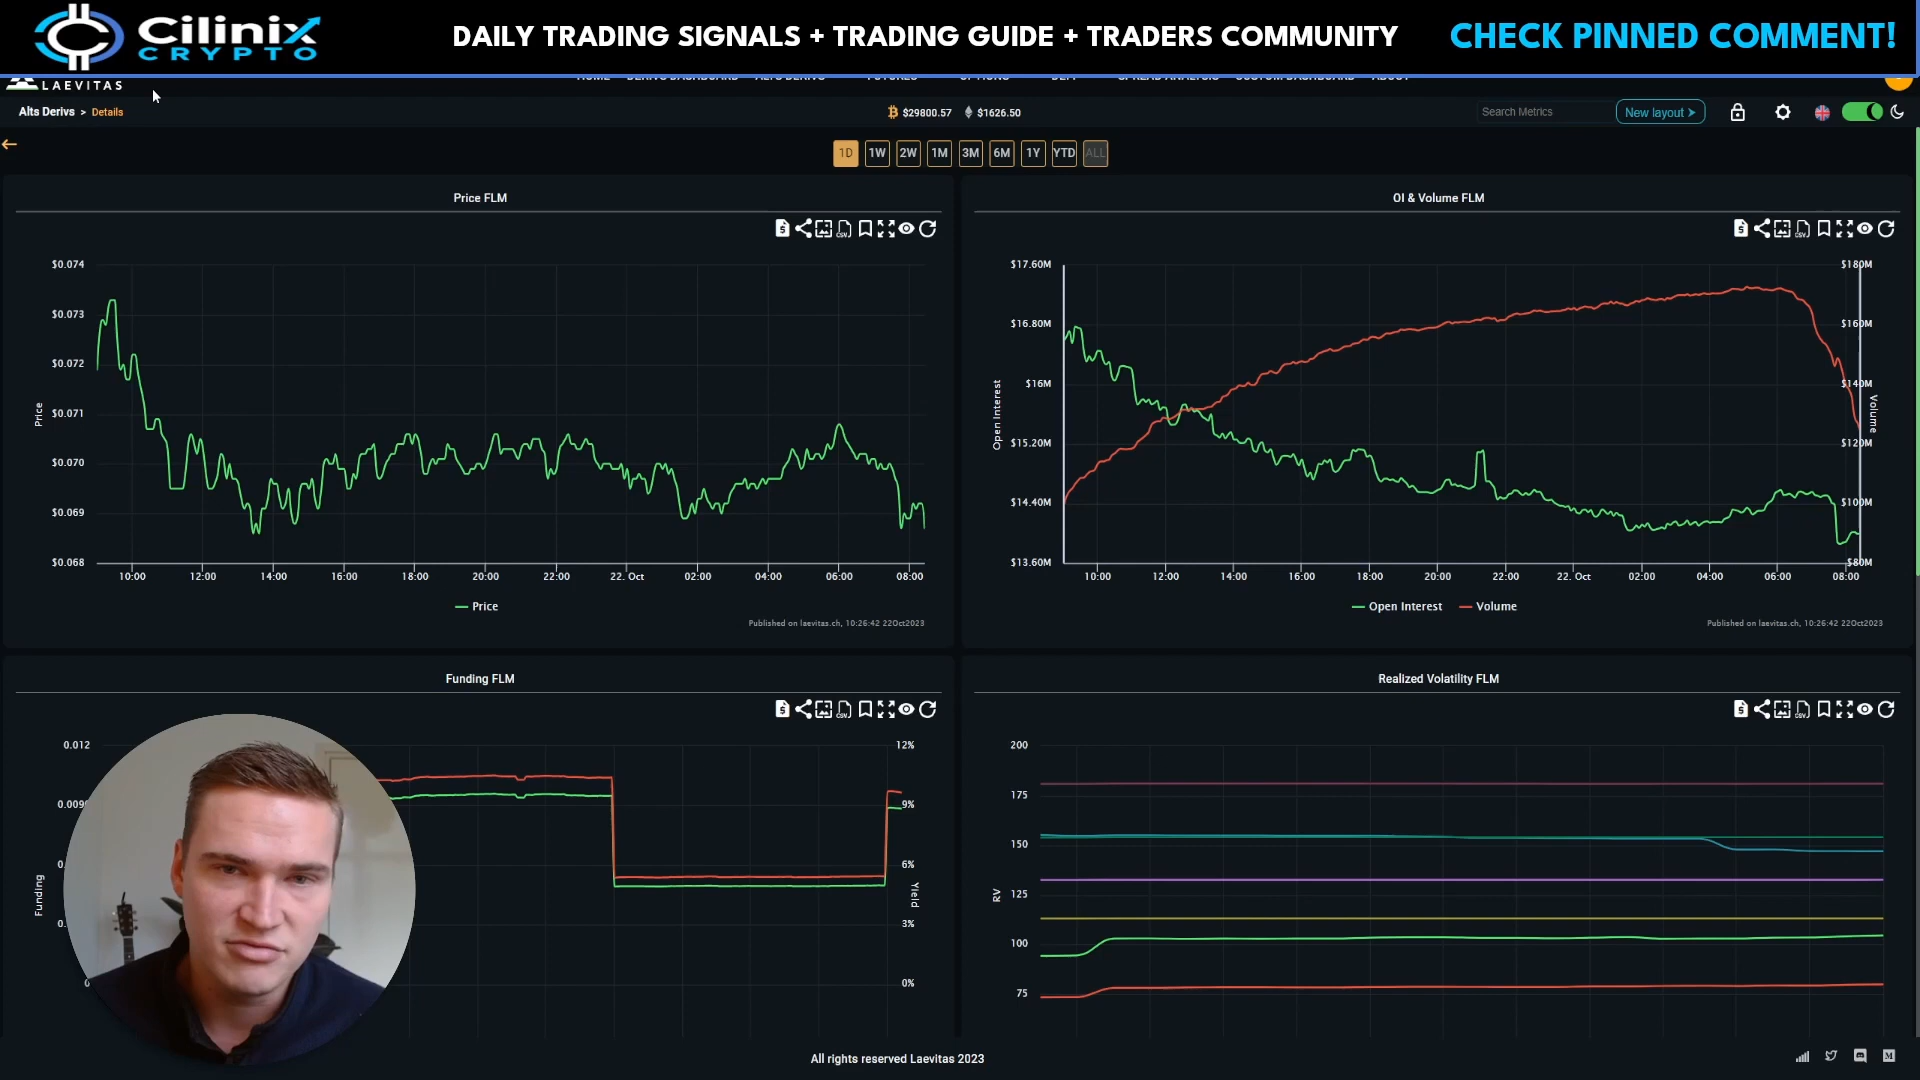 Cilinix
CRYPTO
DAILY TRADING SIGNALS + TRADING GUIDE + TRADERS COMMUNITY
CHECK PINNED COMMENT!
LAEVITAS
Alts Derivs > Details
$29800.57 $1626.50
Search Metrics
New layout
1D 1W 2W 1M 3M 6M 1Y YTD ALL
Price FLM
$0.074
$0.073
$0.072
$0.071
$0.070
$0.069
$0.068
Price
10:00 12:00 14:00 16:00 18:00 20:00 22:00 22. Oct 02:00 04:00 06:00 08:00
Price
Published on laevitas.ch, 10:26:42 22Oct2023
OI & Volume FLM
$17.60M
$16.80M
$16M
$15.20M
$14.40M
$13.60M
Open Interest
$180M
$160M
$140M
$120M
$100M
$80M
Volume
10:00 12:00 14:00 16:00 18:00 20:00 22:00 22. Oct 02:00 04:00 06:00 08:00
Open Interest Volume
Published on laevitas.ch, 10:26:42 22Oct2023
Funding FLM
0.012
0.009
Funding
12%
9%
6%
3%
0%
Yield
Realized Volatility FLM
200
175
150
125
100
75
RV
All rights reserved Laevitas 2023